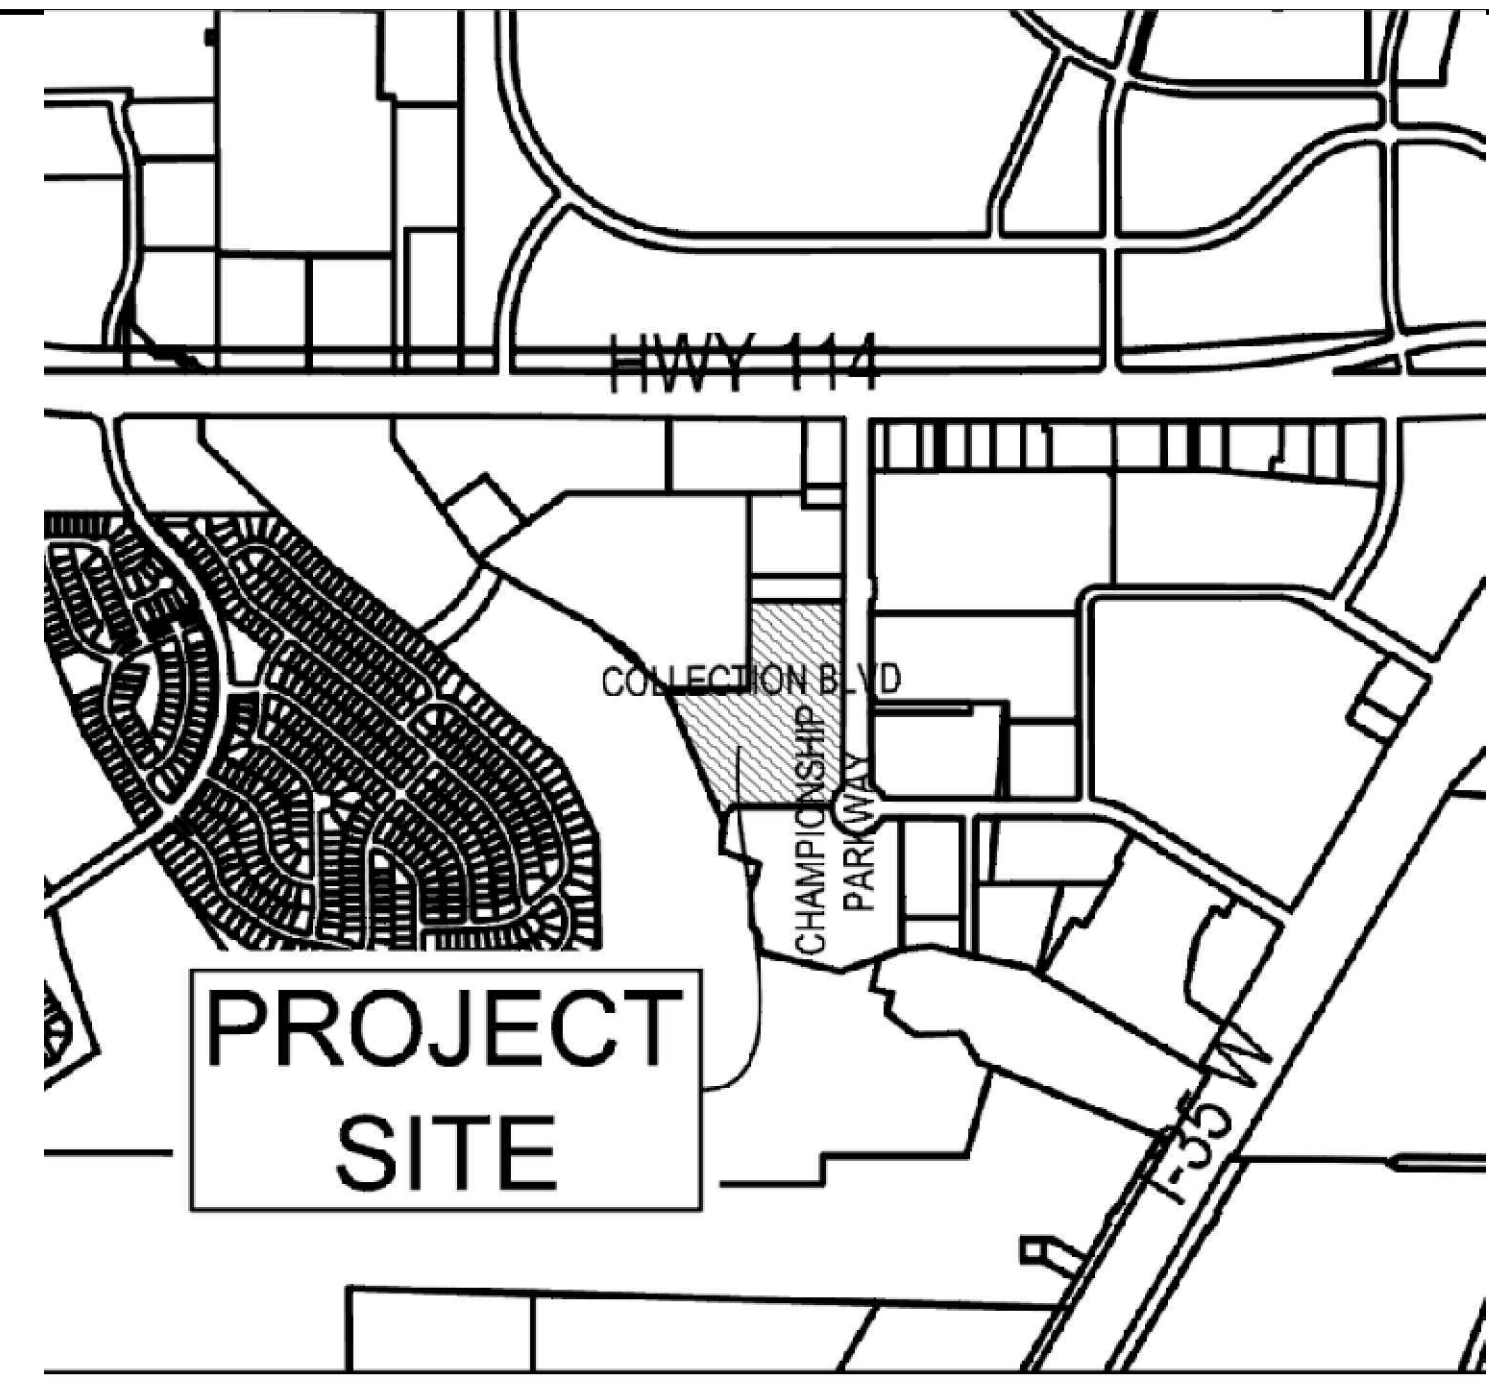 HWY 114
COLLECTION BLVD
CHAMPIONSHIP
PARKWAY
PROJECT
SITE
I-35 W